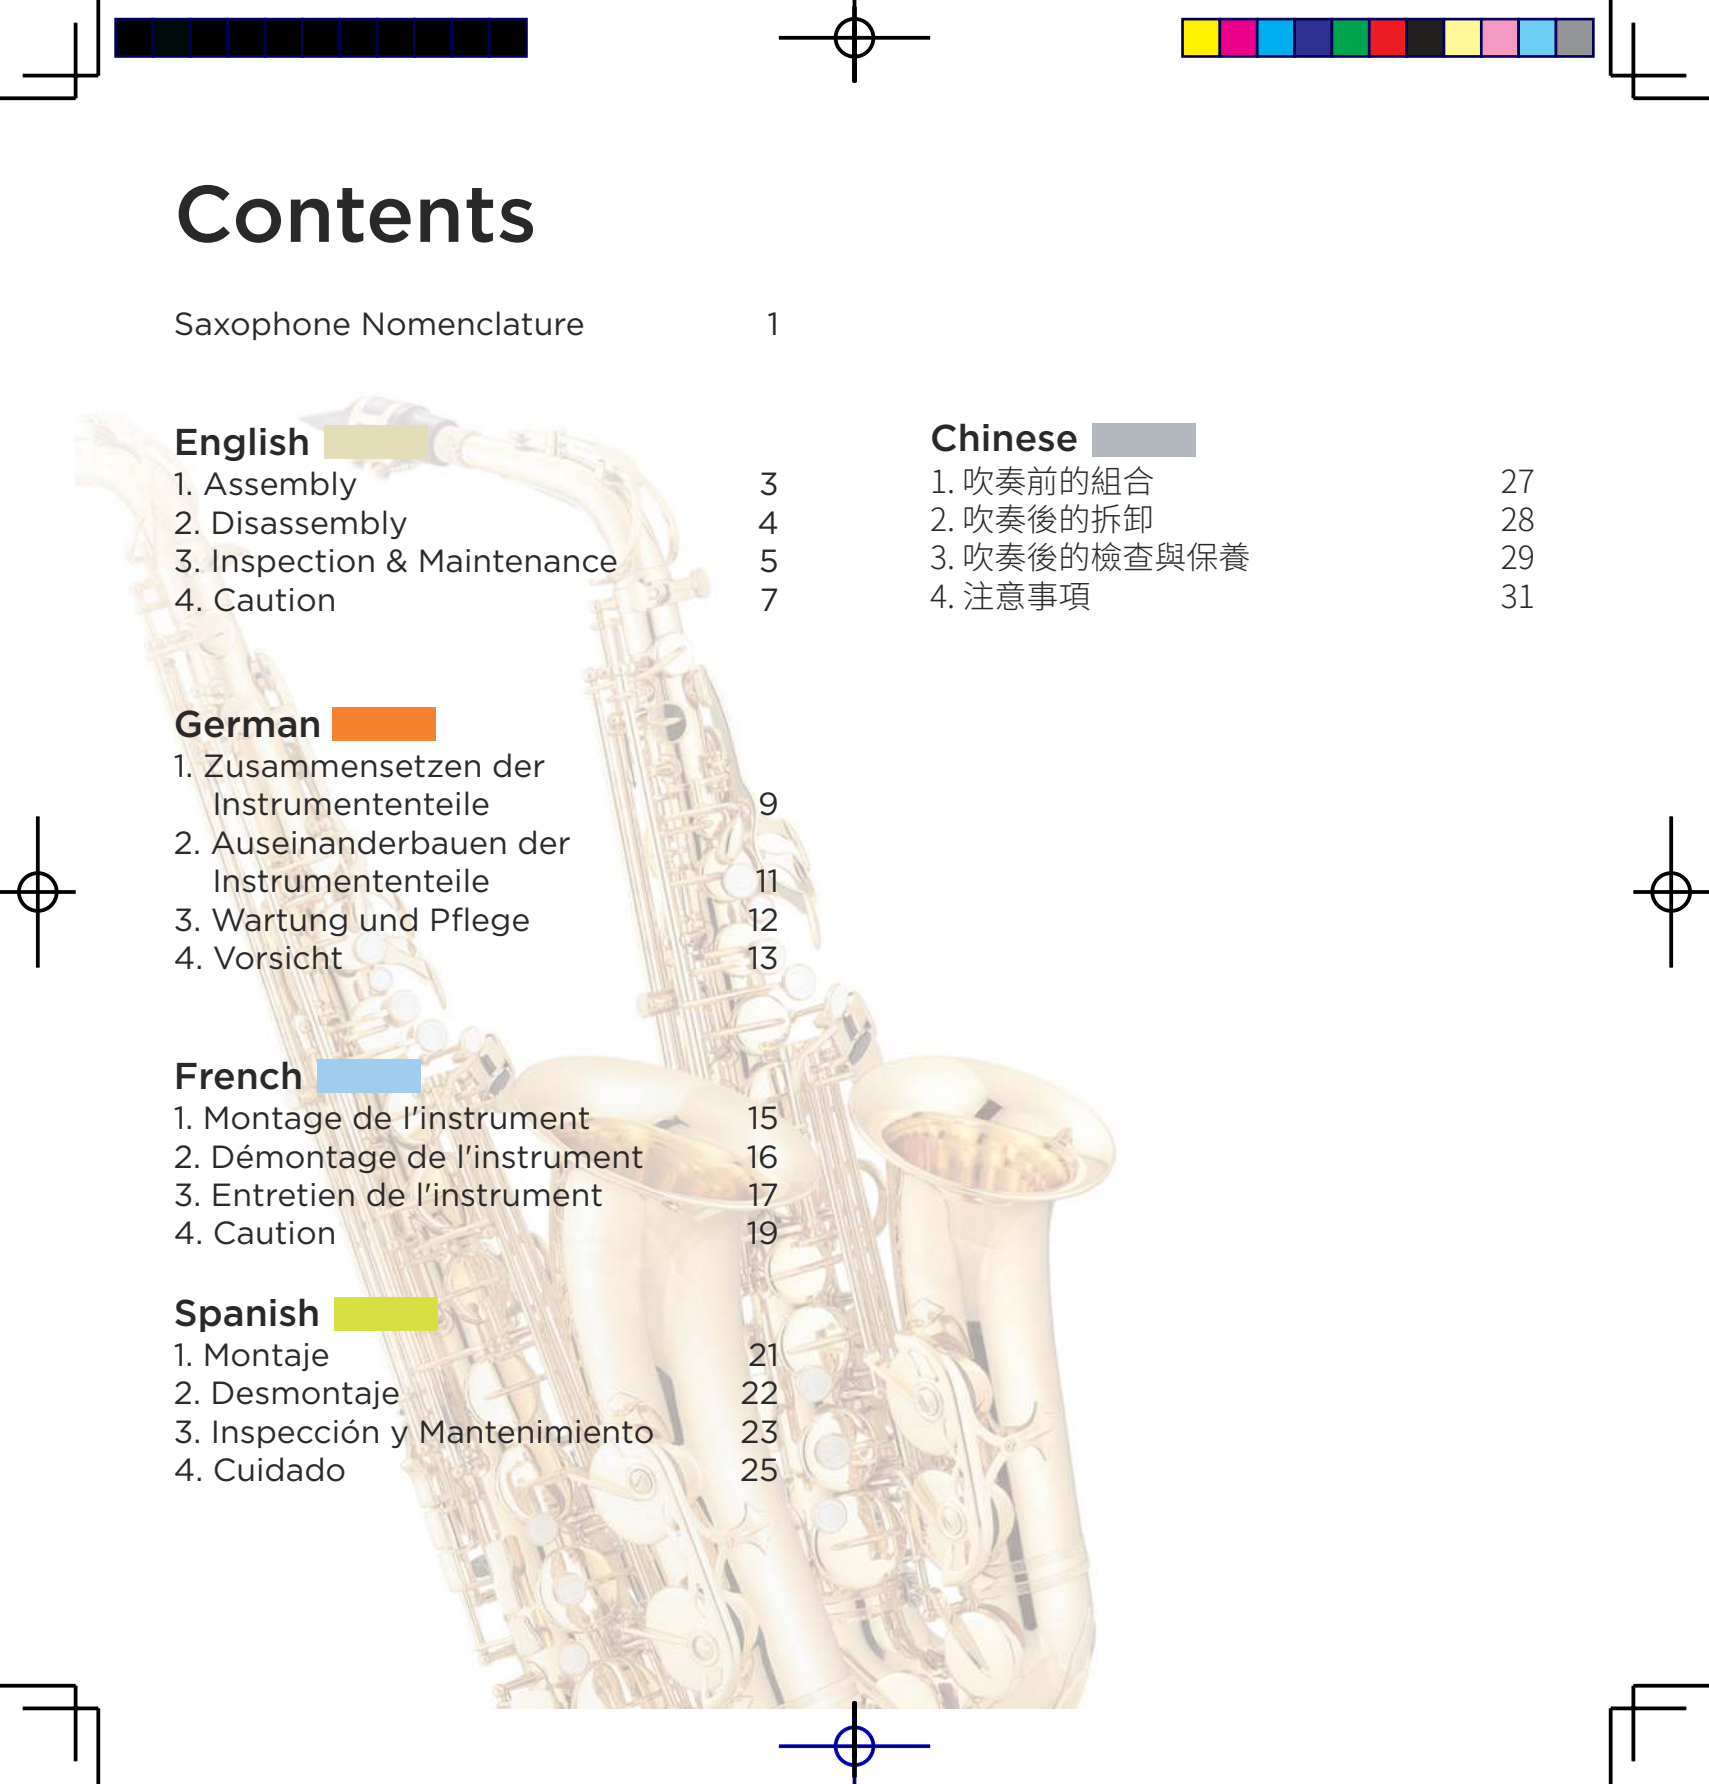 Contents
Saxophone Nomenclature 1
English
1. Assembly 3
2. Disassembly 4
3. Inspection & Maintenance 5
4. Caution 7
German
1. Zusammensetzen der
Instrumententeile 9
2. Auseinanderbauen der
Instrumententeile 11
3. Wartung und Pflege 12
4. Vorsicht 13
French
1. Montage de l'instrument 15
2. Démontage de l'instrument 16
3. Entretien de l'instrument 17
4. Caution 19
Spanish
1. Montaje 21
2. Desmontaje 22
3. Inspección y Mantenimiento 23
4. Cuidado 25
Chinese
1. 吹奏前的組合 27
2. 吹奏後的拆卸 28
3. 吹奏後的檢查與保養 29
4. 注意事項 31